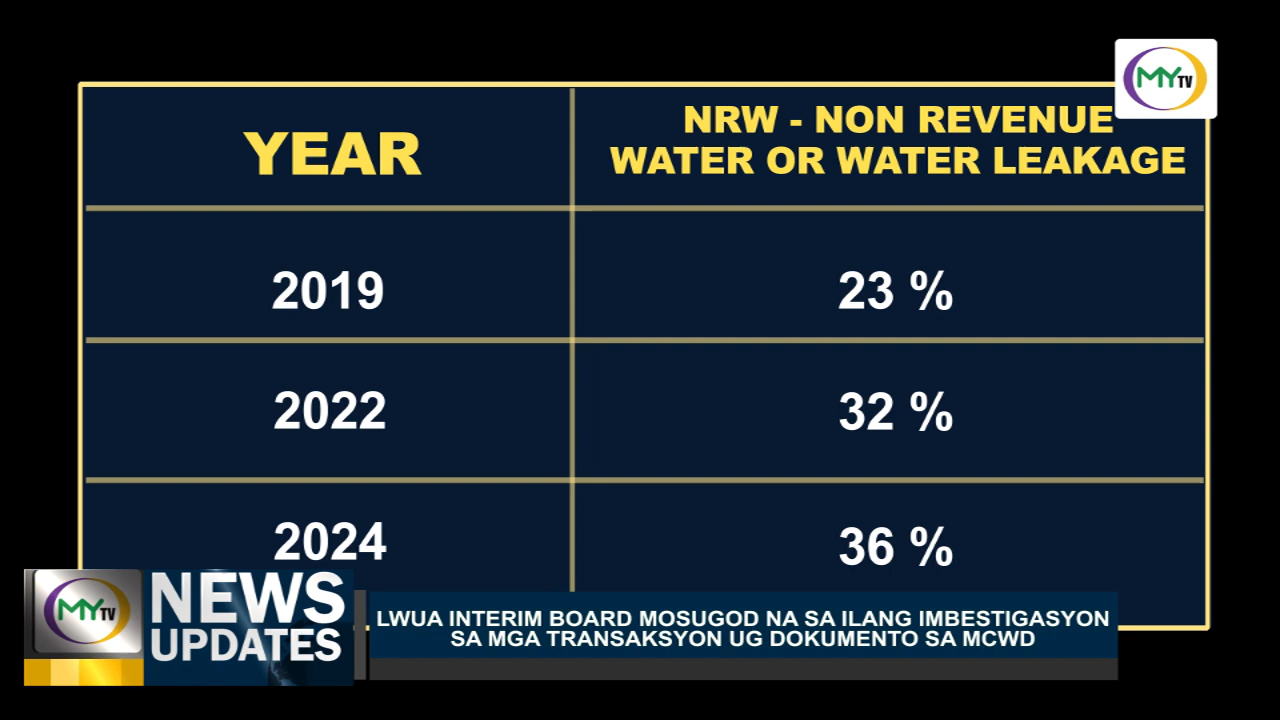 MYTV
YEAR
NRW - NON REVENUE
WATER OR WATER LEAKAGE
2019
23 %
2022
32 %
2024
36 %
MYTV
NEWS
UPDATES
LWUA INTERIM BOARD MOSUGOD NA SA ILANG IMBESTIGASYON
SA MGA TRANSAKSYON UG DOKUMENTO SA MCWD